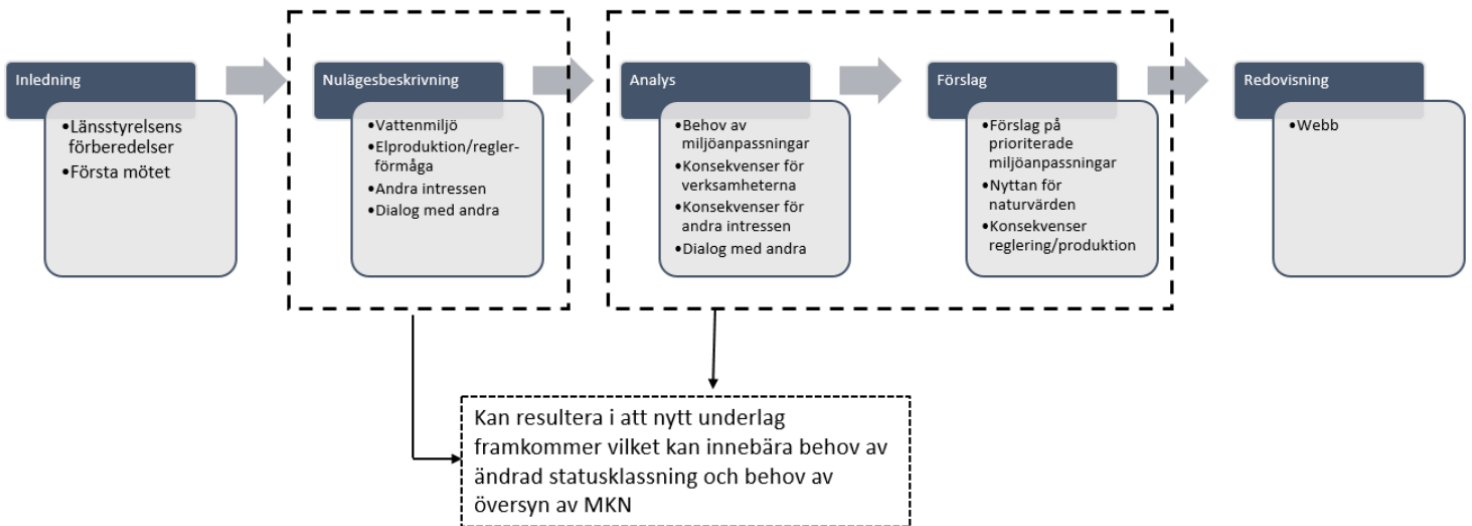 Inledning
•Länsstyrelsens
förberedelser
•Första mötet
Nulägesbeskrivning
•Vattenmiljö
•Elproduktion/regler-
förmåga
•Andra intressen
•Dialog med andra
Analys
•Behov av
miljöanpassningar
•Konsekvenser för
verksamheterna
•Konsekvenser för
andra intressen
•Dialog med andra
Förslag
•Förslag på
prioriterade
miljöanpassningar
•Nyttan för
naturvärden
•Konsekvenser
reglering/produktion
Redovisning
•Webb
Kan resultera i att nytt underlag
framkommer vilket kan innebära behov av
ändrad statusklassning och behov av
översyn av MKN